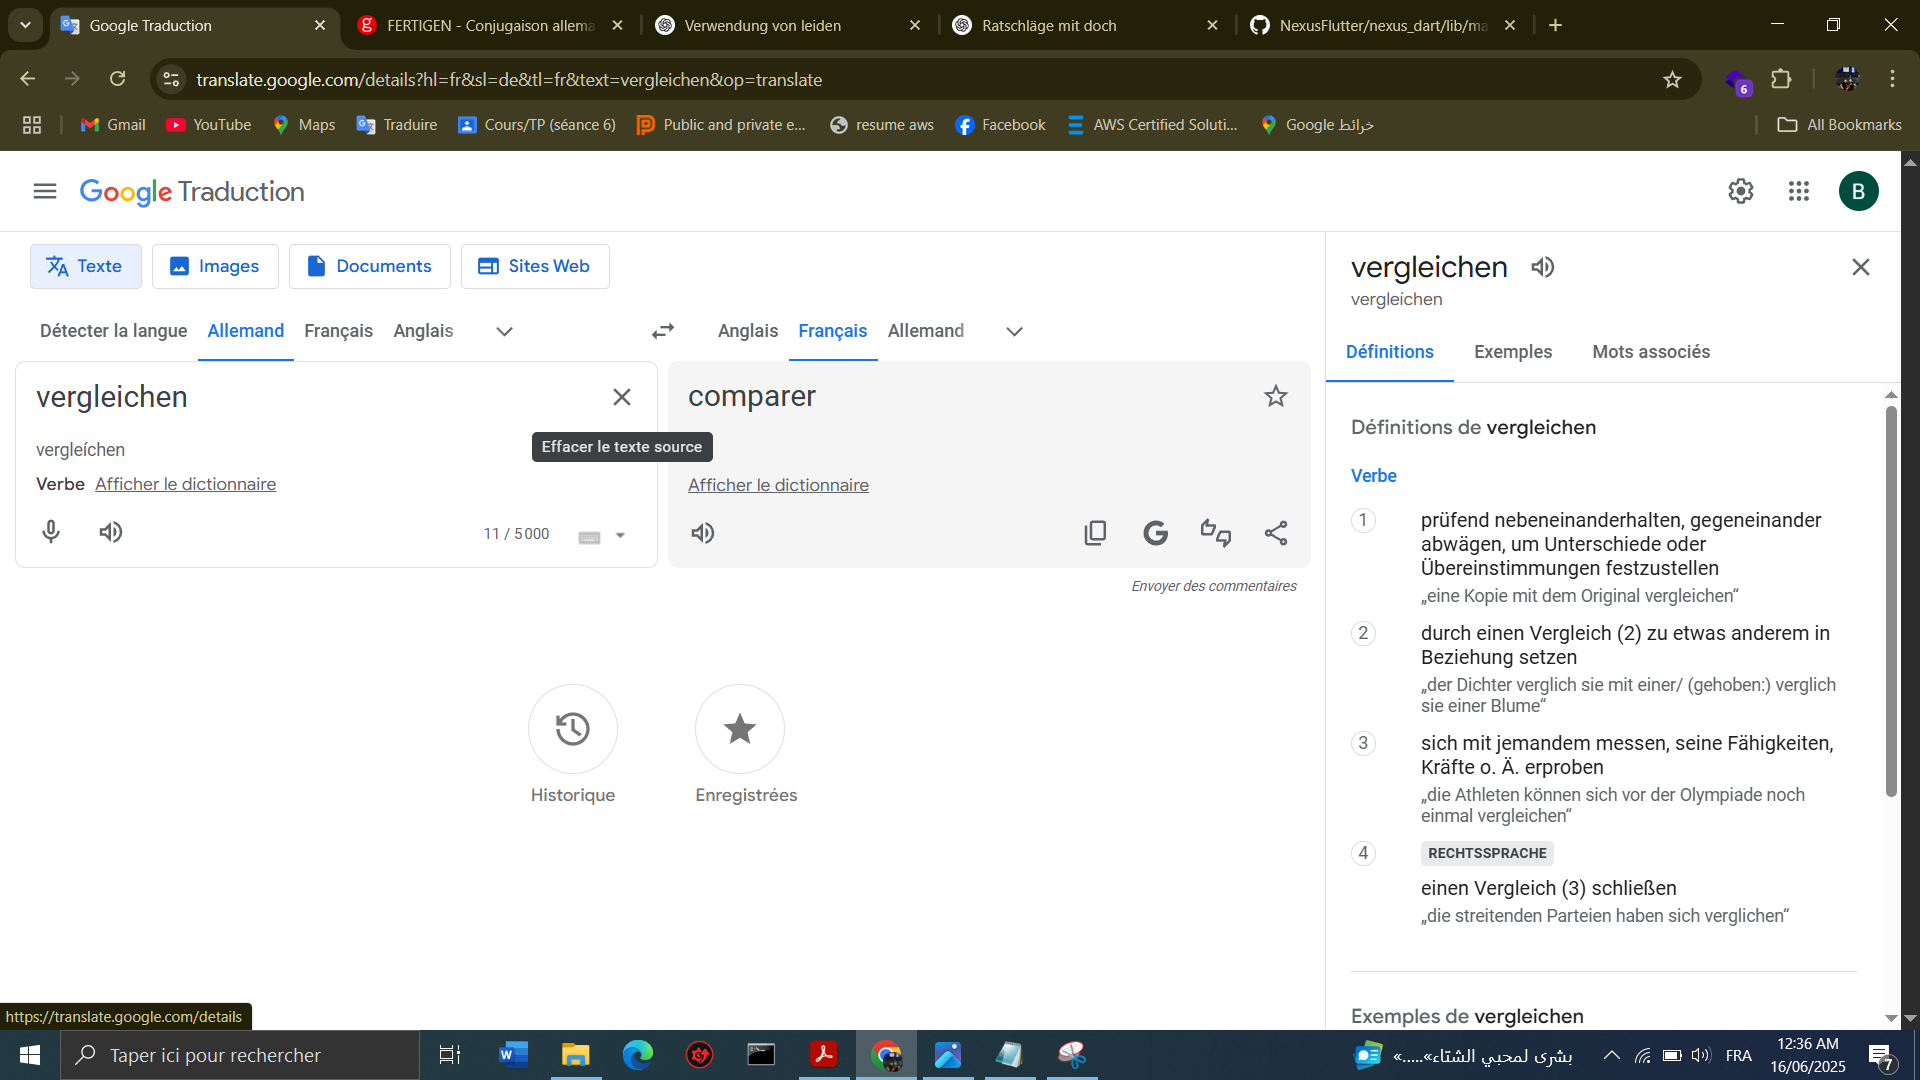 Google Traduction
FERTIGEN - Conjugaison allema
Verwendung von leiden
Ratschläge mit doch
NexusFlutter/nexus_dart/lib/ma
translate.google.com/details?hl=fr&sl=de&tl=fr&text=vergleichen&op=translate
6
Gmail
YouTube
Maps
Traduire
Cours/TP (séance 6)
Public and private e...
resume aws
Facebook
AWS Certified Soluti...
خرائط Google
All Bookmarks
Google Traduction
B
Texte
Images
Documents
Sites Web
Détecter la langue
Allemand
Français
Anglais
Anglais
Français
Allemand
vergleichen
vergleíchen
Verbe Afficher le dictionnaire
11 / 5 000
Effacer le texte source
comparer
Afficher le dictionnaire
Envoyer des commentaires
Historique
Enregistrées
vergleichen
vergleíchen
Définitions
Exemples
Mots associés
Définitions de vergleichen
Verbe
1
prüfend nebeneinanderhalten, gegeneinander
abwägen, um Unterschiede oder
Übereinstimmungen festzustellen
„eine Kopie mit dem Original vergleichen“
2
durch einen Vergleich (2) zu etwas anderem in
Beziehung setzen
„der Dichter verglich sie mit einer/ (gehoben:) verglich
sie einer Blume“
3
sich mit jemandem messen, seine Fähigkeiten,
Kräfte o. Ä. erproben
„die Athleten können sich vor der Olympiade noch
einmal vergleichen“
4
RECHTSSPRACHE
einen Vergleich (3) schließen
„die streitenden Parteien haben sich verglichen“
Exemples de vergleichen
https://translate.google.com/details
Taper ici pour rechercher
بشرى لمحبي الشتاء«.....»
FRA
12:36 AM
16/06/2025
7